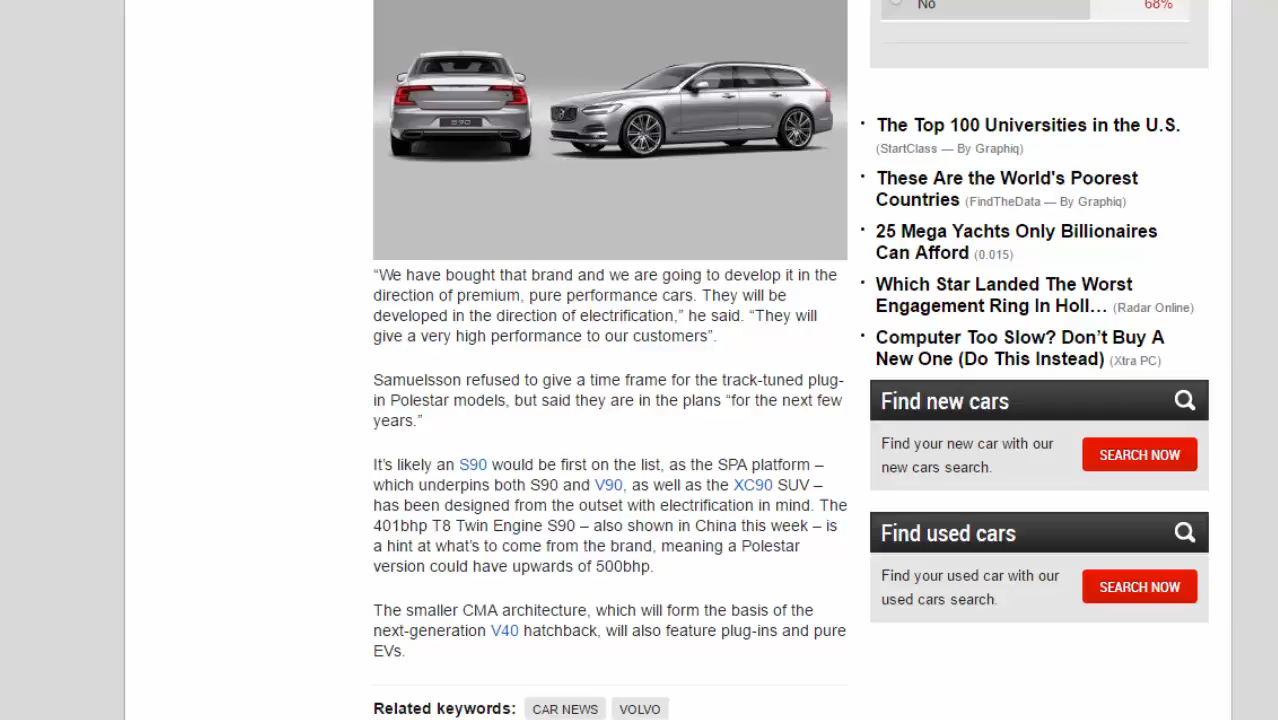 No
68%
S90
“We have bought that brand and we are going to develop it in the
direction of premium, pure performance cars. They will be
developed in the direction of electrification,” he said. “They will
give a very high performance to our customers”.
Samuelsson refused to give a time frame for the track-tuned plug-
in Polestar models, but said they are in the plans “for the next few
years.”
It’s likely an S90 would be first on the list, as the SPA platform –
which underpins both S90 and V90, as well as the XC90 SUV –
has been designed from the outset with electrification in mind. The
401bhp T8 Twin Engine S90 – also shown in China this week – is
a hint at what’s to come from the brand, meaning a Polestar
version could have upwards of 500bhp.
The smaller CMA architecture, which will form the basis of the
next-generation V40 hatchback, will also feature plug-ins and pure
EVs.
Related keywords: CAR NEWS VOLVO
· The Top 100 Universities in the U.S.
(StartClass — By Graphiq)
· These Are the World's Poorest
Countries (FindTheData — By Graphiq)
· 25 Mega Yachts Only Billionaires
Can Afford (0.015)
· Which Star Landed The Worst
Engagement Ring In Holl… (Radar Online)
· Computer Too Slow? Don’t Buy A
New One (Do This Instead) (Xtra PC)
Find new cars
Find your new car with our
new cars search.
SEARCH NOW
Find used cars
Find your used car with our
used cars search.
SEARCH NOW